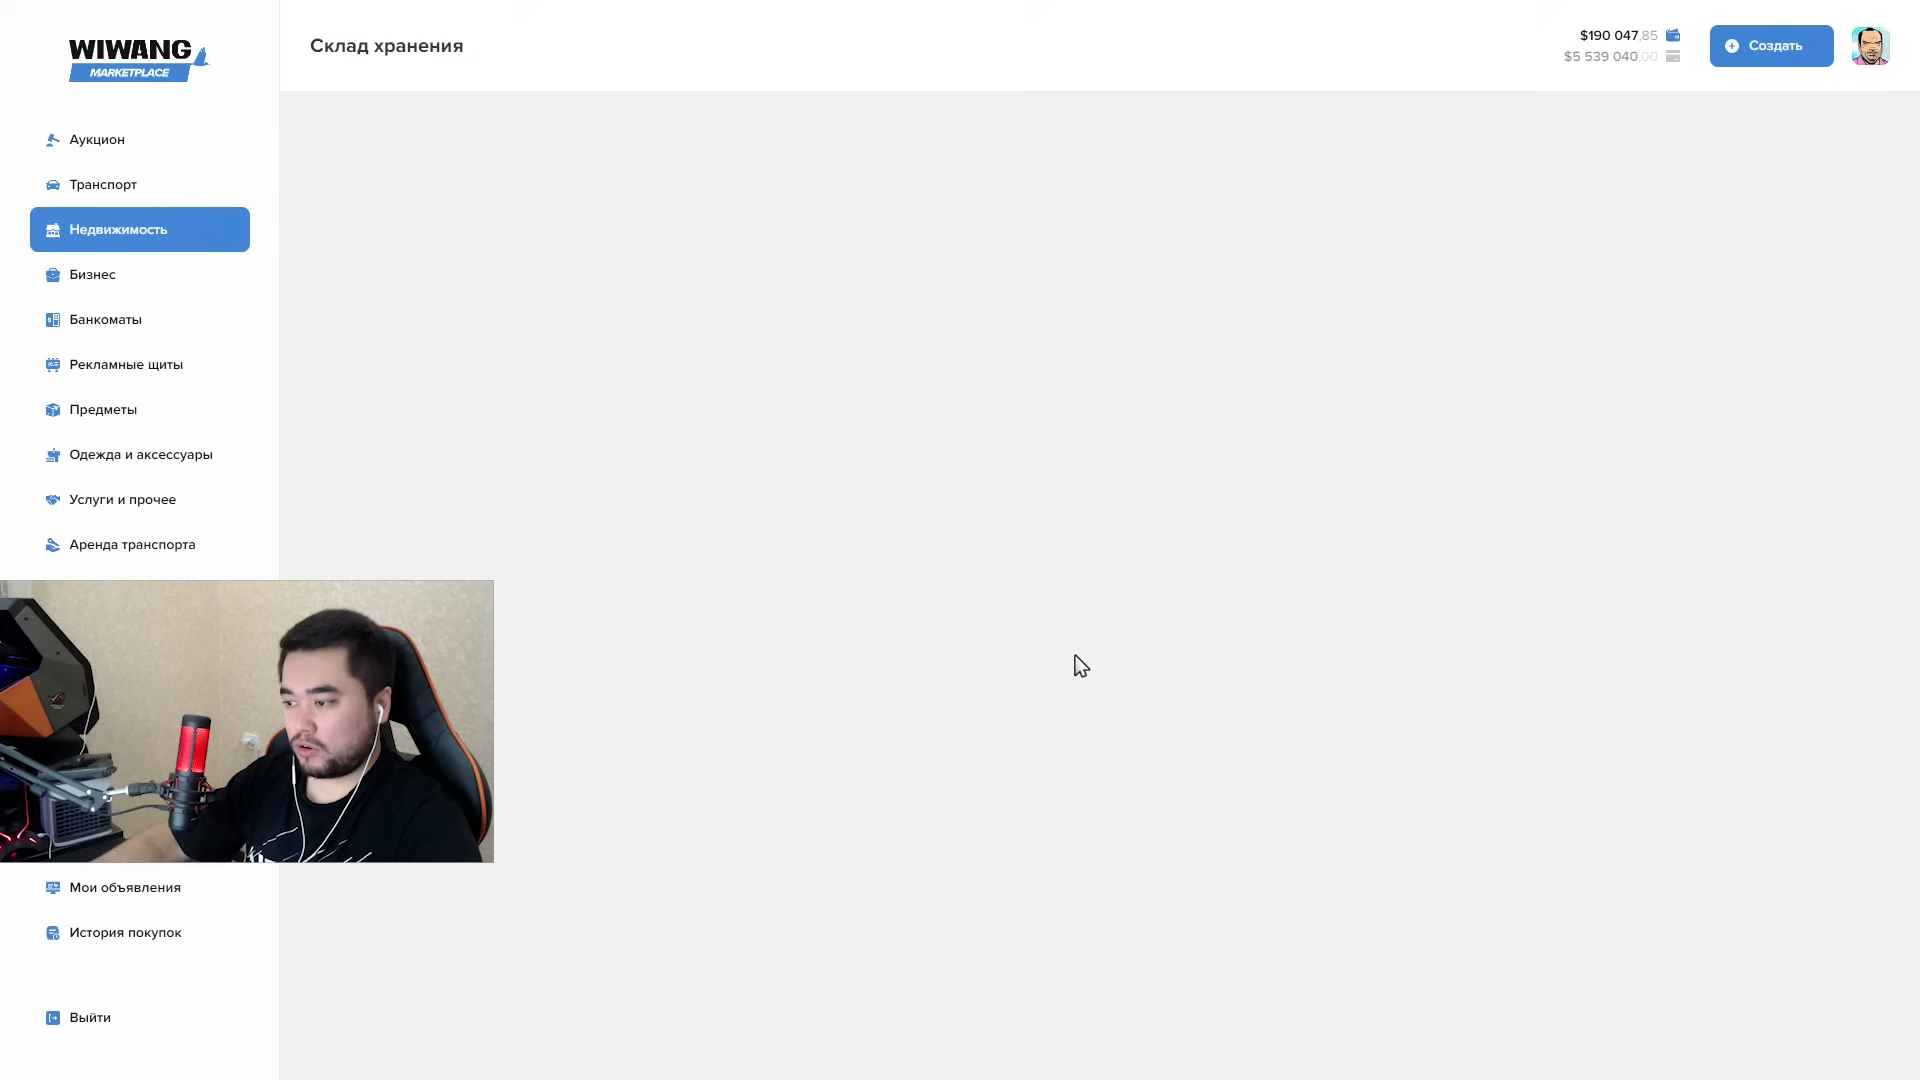 WIWANG
MARKETPLACE
Склад хранения
$190 047,85
$5 539 040,00
Создать
Аукцион
Транспорт
Недвижимость
Бизнес
Банкоматы
Рекламные щиты
Предметы
Одежда и аксессуары
Услуги и прочее
Аренда транспорта
Мои объявления
История покупок
Выйти